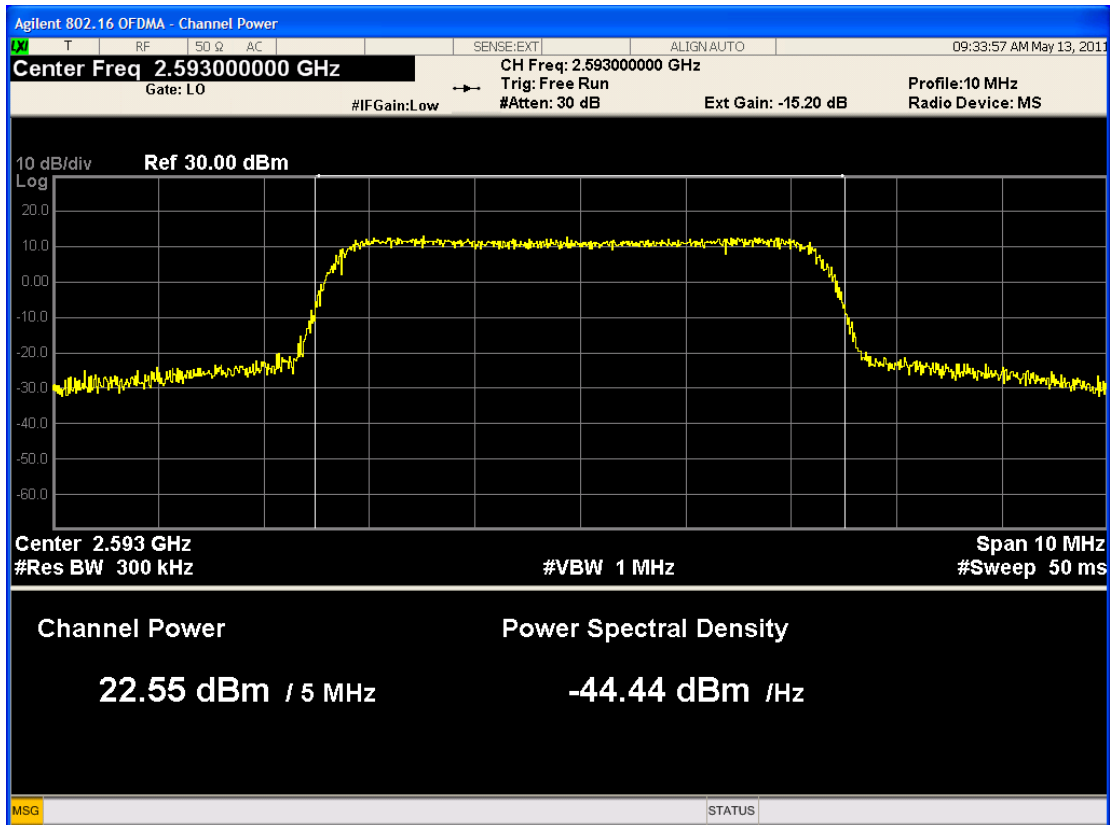 Agilent 802.16 OFDMA - Channel Power
LXI T RF 50 Ω AC SENSE:EXT ALIGN AUTO 09:33:57 AM May 13, 2011
Center Freq 2.593000000 GHz
Gate: LO
#IFGain:Low
CH Freq: 2.593000000 GHz
Trig: Free Run
#Atten: 30 dB
Ext Gain: -15.20 dB
Profile:10 MHz
Radio Device: MS
10 dB/div Ref 30.00 dBm
Log
20.0
10.0
0.00
-10.0
-20.0
-30.0
-40.0
-50.0
-60.0
Center 2.593 GHz Span 10 MHz
#Res BW 300 kHz #VBW 1 MHz #Sweep 50 ms
Channel Power Power Spectral Density
22.55 dBm / 5 MHz -44.44 dBm /Hz
MSG STATUS